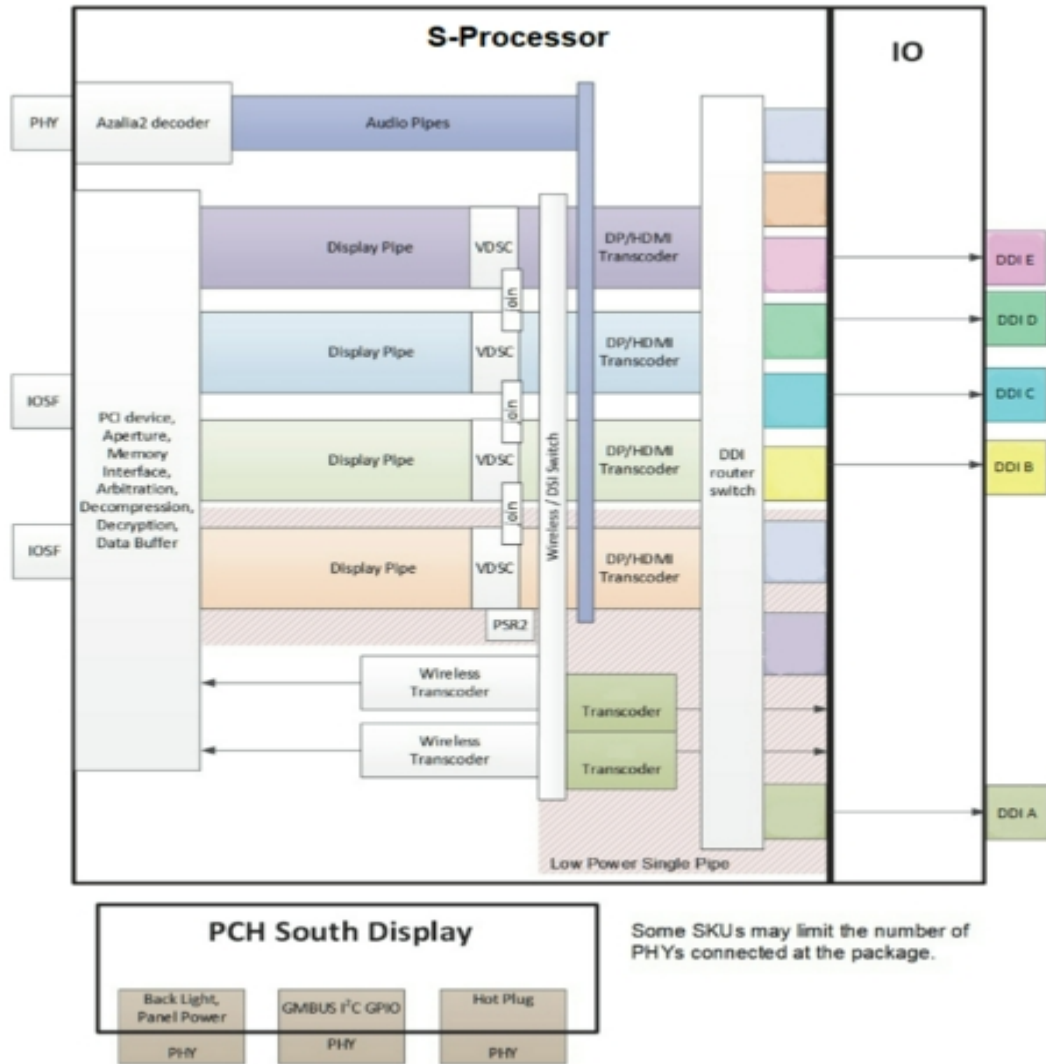 S-Processor
IO
PHY
Azalia2 decoder
Audio Pipes
Display Pipe
VDSC
DP/HDMI
Transcoder
DDI E
oin
DDI D
Display Pipe
VDSC
DP/HDMI
Transcoder
IOSF
oin
DDI C
PCI device,
Aperture,
Memory
Interface,
Arbitration,
Decompression,
Decryption,
Data Buffer
Display Pipe
VDSC
DP/HDMI
Transcoder
DDI
router
switch
DDI B
Wireless / DSI Switch
oin
IOSF
Display Pipe
VDSC
DP/HDMI
Transcoder
PSR2
Wireless
Transcoder
Transcoder
Wireless
Transcoder
Transcoder
DDI A
Low Power Single Pipe
PCH South Display
Some SKUs may limit the number of
PHYs connected at the package.
Back Light,
Panel Power
PHY
GMBUS I²C GPIO
PHY
Hot Plug
PHY